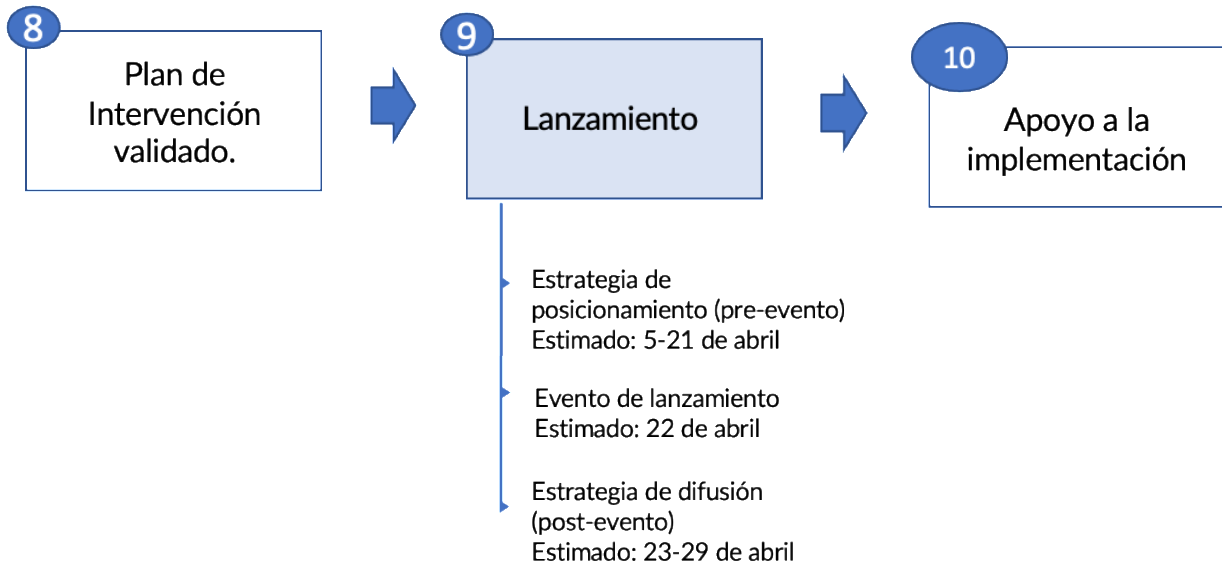 8
Plan de
Intervención
validado.
9
Lanzamiento
10
Apoyo a la
implementación
Estrategia de
posicionamiento (pre-evento)
Estimado: 5-21 de abril
Evento de lanzamiento
Estimado: 22 de abril
Estrategia de difusión
(post-evento)
Estimado: 23-29 de abril